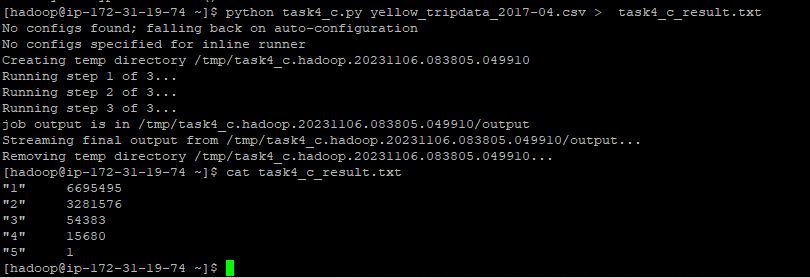 [hadoop@ip-172-31-19-74 ~]$ python task4_c.py yellow_tripdata_2017-04.csv >  task4_c_result.txt
No configs found; falling back on auto-configuration
No configs specified for inline runner
Creating temp directory /tmp/task4_c.hadoop.20231106.083805.049910
Running step 1 of 3...
Running step 2 of 3...
Running step 3 of 3...
job output is in /tmp/task4_c.hadoop.20231106.083805.049910/output
Streaming final output from /tmp/task4_c.hadoop.20231106.083805.049910/output...
Removing temp directory /tmp/task4_c.hadoop.20231106.083805.049910...
[hadoop@ip-172-31-19-74 ~]$ cat task4_c_result.txt
"1"     6695495
"2"     3281576
"3"     54383
"4"     15680
"5"     1
[hadoop@ip-172-31-19-74 ~]$